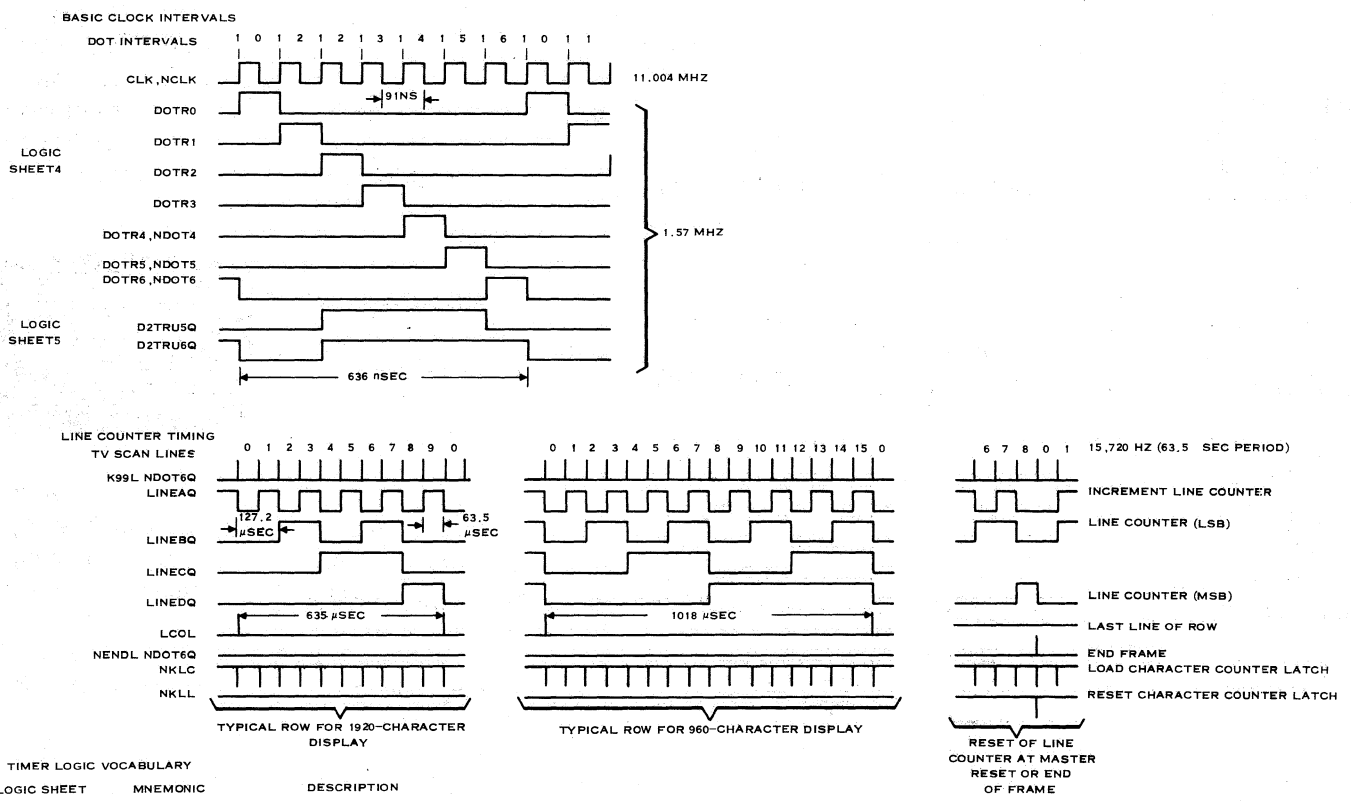 BASIC CLOCK INTERVALS
DOT INTERVALS 1 0 1 2 1 2 1 3 1 4 1 5 1 6 1 0 1 1
CLK,NCLK 11.004 MHZ
91NS
DOTR0
DOTR1
LOGIC SHEET4
DOTR2
DOTR3
DOTR4,NDOT4 1.57 MHZ
DOTR5,NDOT5
DOTR6,NDOT6
LOGIC SHEET5
D2TRU5Q
D2TRU6Q
636 nSEC
LINE COUNTER TIMING
TV SCAN LINES 0 1 2 3 4 5 6 7 8 9 0 0 1 2 3 4 5 6 7 8 9 10 11 12 13 14 15 0 6 7 8 0 1 15,720 HZ (63.5 SEC PERIOD)
K99L NDOT6Q
LINEAQ INCREMENT LINE COUNTER
127.2 µSEC 63.5 µSEC
LINEBQ LINE COUNTER (LSB)
LINECQ
LINEDQ LINE COUNTER (MSB)
635 µSEC 1018 µSEC
LCOL LAST LINE OF ROW
NENDL NDOT6Q END FRAME
NKLC LOAD CHARACTER COUNTER LATCH
NKLL RESET CHARACTER COUNTER LATCH
TYPICAL ROW FOR 1920-CHARACTER
DISPLAY
TYPICAL ROW FOR 960-CHARACTER DISPLAY
RESET OF LINE
COUNTER AT MASTER
RESET OR END
OF FRAME
TIMER LOGIC VOCABULARY
LOGIC SHEET MNEMONIC DESCRIPTION